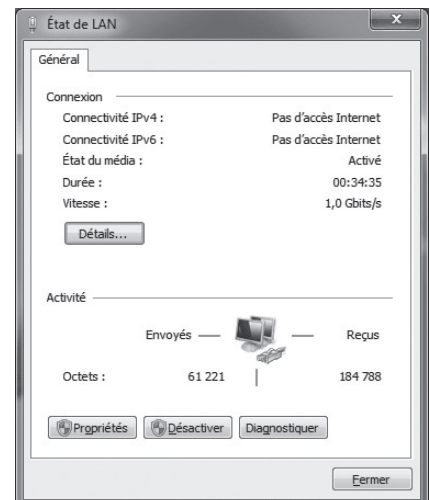 État de LAN
x
Général
Connexion
Connectivité IPv4 : Pas d'accès Internet
Connectivité IPv6 : Pas d'accès Internet
État du média : Activé
Durée : 00:34:35
Vitesse : 1,0 Gbits/s
Détails...
Activité
Envoyés — — Reçus
Octets : 61 221 | 184 788
Propriétés Désactiver Diagnostiquer
Fermer